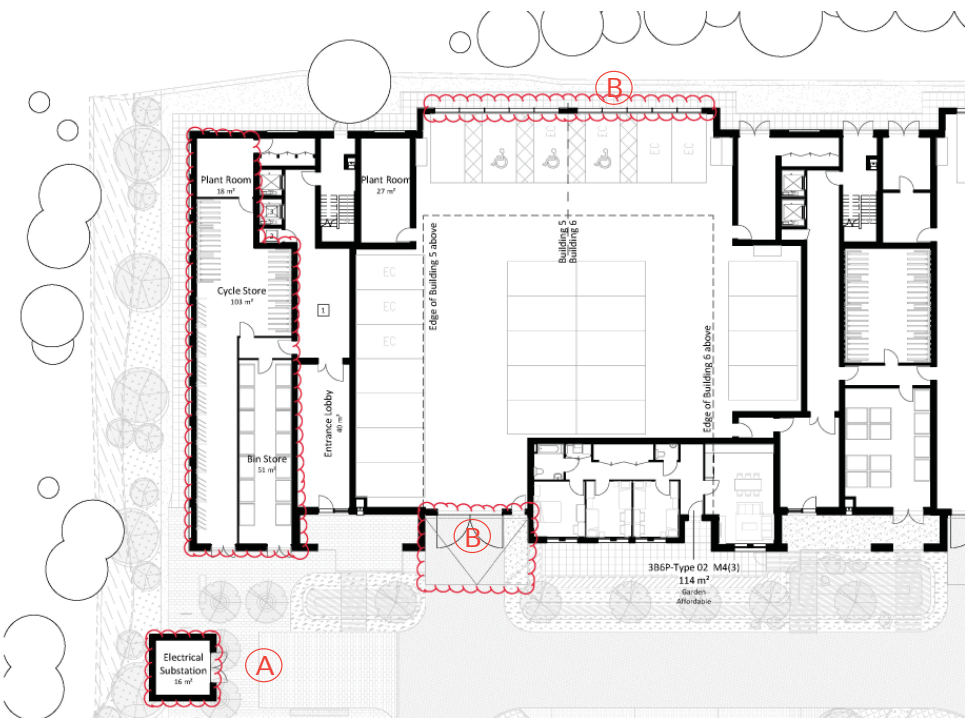 B
EC
EC
EC
EC
Plant Room
18 m²
Plant Room
27 m²
Building 5
Building 6
Edge of Building 5 above
EC
Cycle Store
103 m²
EC
1
EC
Edge of Building 6 above
Entrance Lobby
40 m²
Bin Store
51 m²
B
3B6P-Type 02 M4(3)
114 m²
Garden
Affordable
Electrical
Substation
16 m²
A